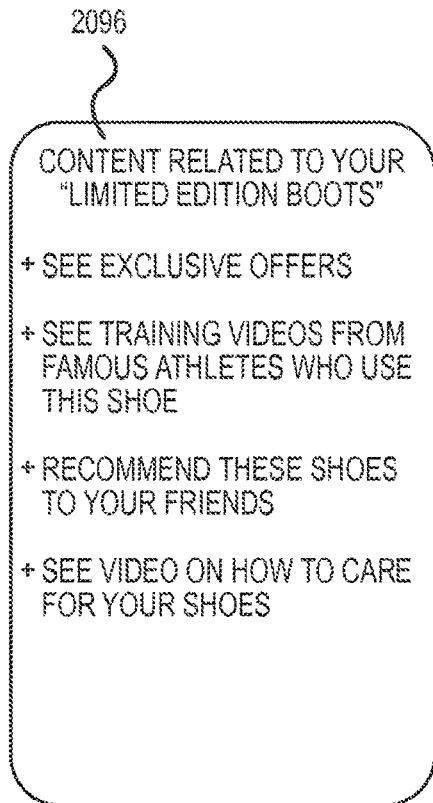 2096
CONTENT RELATED TO YOUR
"LIMITED EDITION BOOTS"
+ SEE EXCLUSIVE OFFERS
+ SEE TRAINING VIDEOS FROM
FAMOUS ATHLETES WHO USE
THIS SHOE
+ RECOMMEND THESE SHOES
TO YOUR FRIENDS
+ SEE VIDEO ON HOW TO CARE
FOR YOUR SHOES